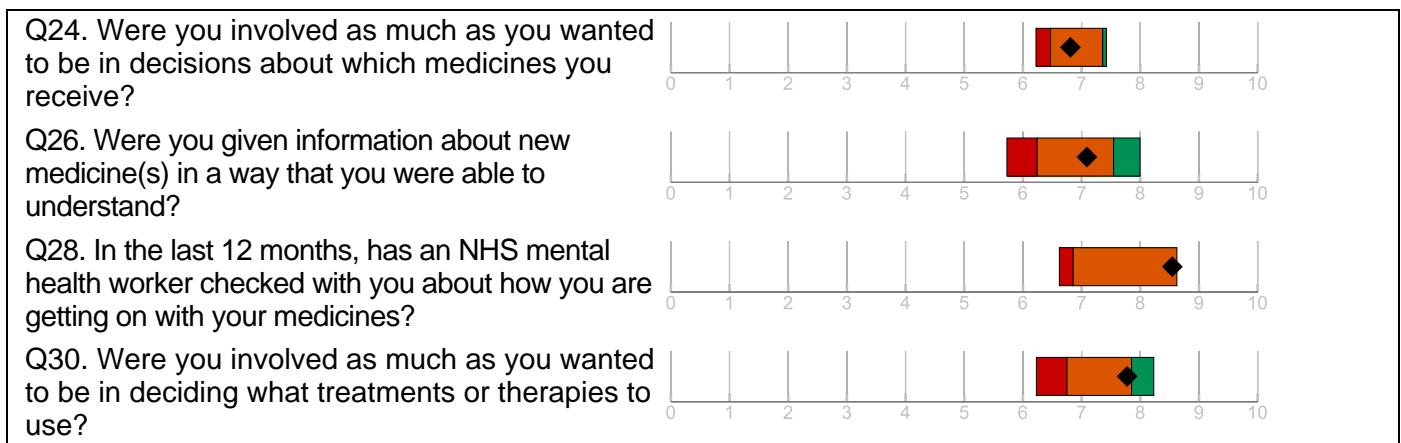 Q24. Were you involved as much as you wanted
to be in decisions about which medicines you
receive?
0 1 2 3 4 5 6 7 8 9 10
Q26. Were you given information about new
medicine(s) in a way that you were able to
understand?
0 1 2 3 4 5 6 7 8 9 10
Q28. In the last 12 months, has an NHS mental
health worker checked with you about how you are
getting on with your medicines?
0 1 2 3 4 5 6 7 8 9 10
Q30. Were you involved as much as you wanted
to be in deciding what treatments or therapies to
use?
0 1 2 3 4 5 6 7 8 9 10